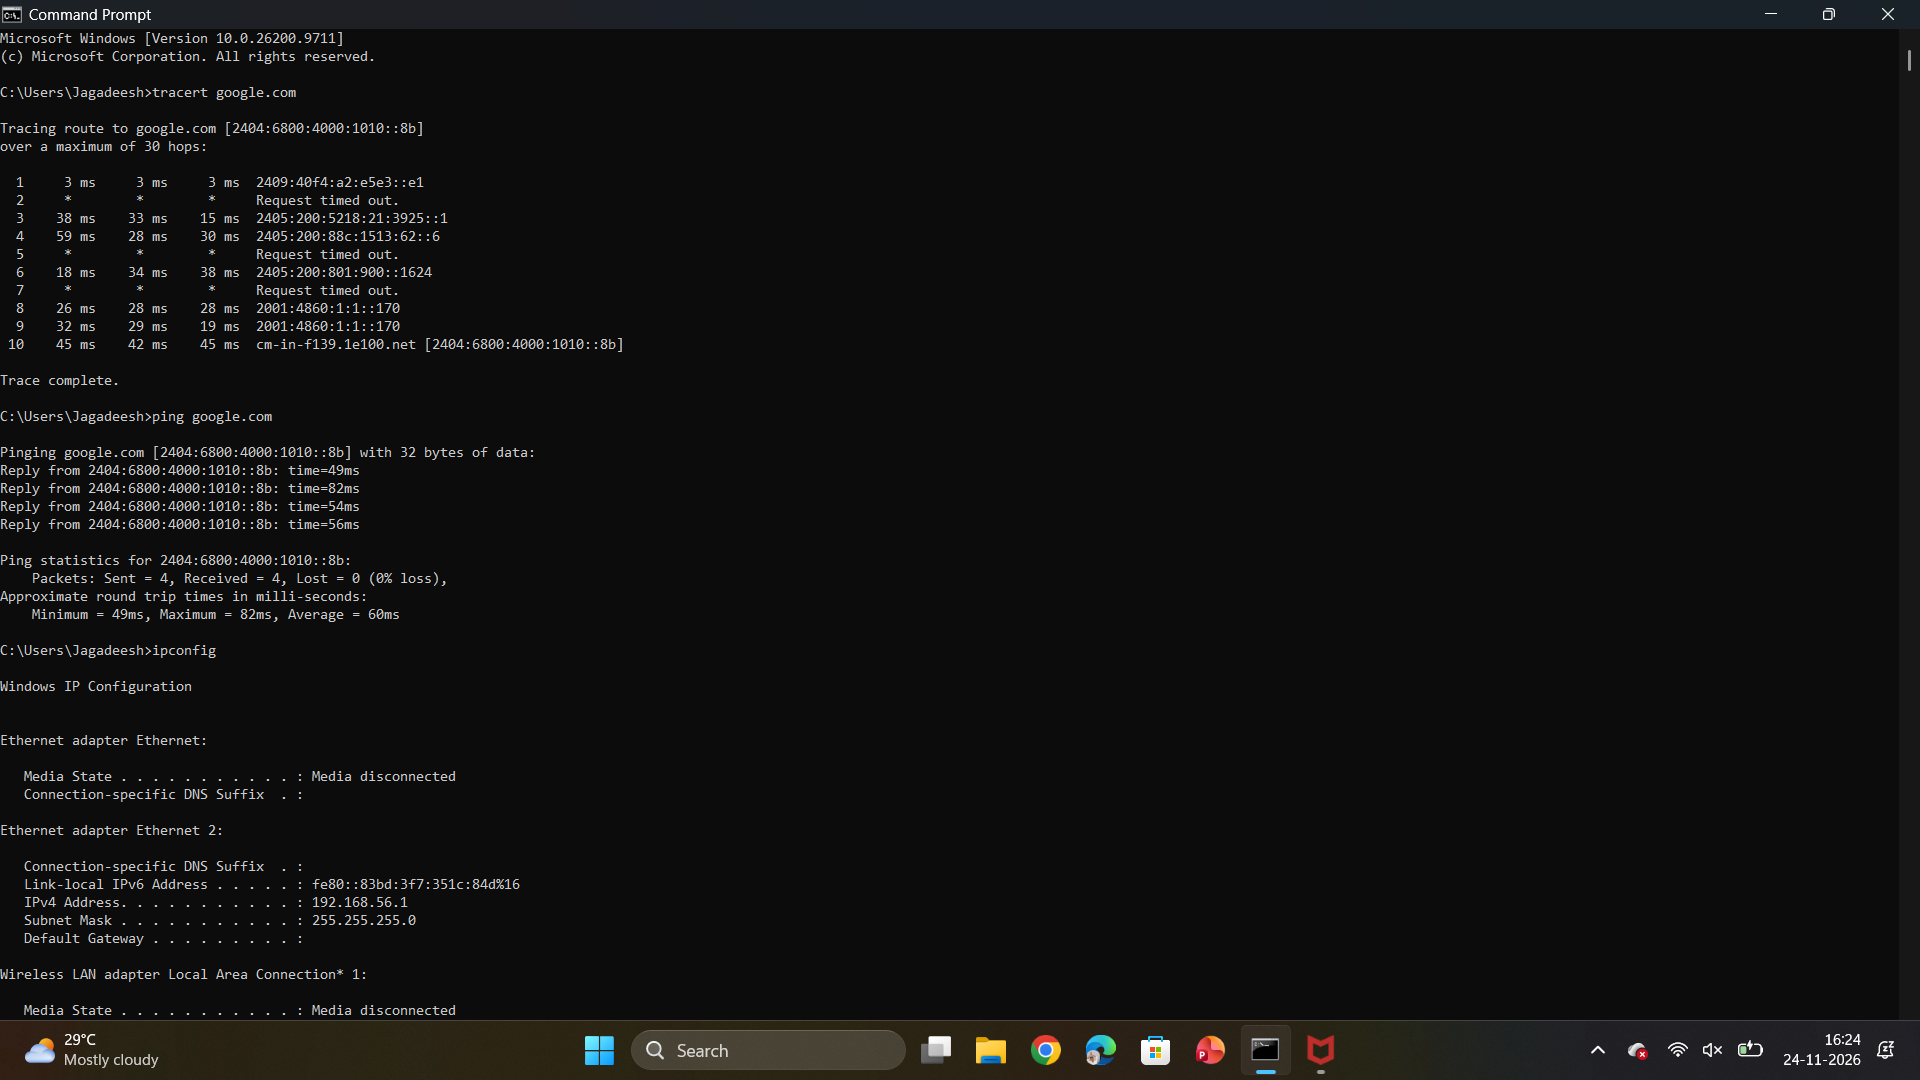 Command Prompt
Microsoft Windows [Version 10.0.26200.9711]
(c) Microsoft Corporation. All rights reserved.
C:\Users\Jagadeesh>tracert google.com
Tracing route to google.com [2404:6800:4000:1010::8b]
over a maximum of 30 hops:
1 3 ms 3 ms 3 ms 2409:40f4:a2:e5e3::e1
2 * * * Request timed out.
3 38 ms 33 ms 15 ms 2405:200:5218:21:3925::1
4 59 ms 28 ms 30 ms 2405:200:88c:1513:62::6
5 * * * Request timed out.
6 18 ms 34 ms 38 ms 2405:200:801:900::1624
7 * * * Request timed out.
8 26 ms 28 ms 28 ms 2001:4860:1:1::170
9 32 ms 29 ms 19 ms 2001:4860:1:1::170
10 45 ms 42 ms 45 ms cm-in-f139.1e100.net [2404:6800:4000:1010::8b]
Trace complete.
C:\Users\Jagadeesh>ping google.com
Pinging google.com [2404:6800:4000:1010::8b] with 32 bytes of data:
Reply from 2404:6800:4000:1010::8b: time=49ms
Reply from 2404:6800:4000:1010::8b: time=82ms
Reply from 2404:6800:4000:1010::8b: time=54ms
Reply from 2404:6800:4000:1010::8b: time=56ms
Ping statistics for 2404:6800:4000:1010::8b:
Packets: Sent = 4, Received = 4, Lost = 0 (0% loss),
Approximate round trip times in milli-seconds:
Minimum = 49ms, Maximum = 82ms, Average = 60ms
C:\Users\Jagadeesh>ipconfig
Windows IP Configuration
Ethernet adapter Ethernet:
Media State . . . . . . . . . . . : Media disconnected
Connection-specific DNS Suffix . :
Ethernet adapter Ethernet 2:
Connection-specific DNS Suffix . :
Link-local IPv6 Address . . . . . : fe80::83bd:3f7:351c:84d%16
IPv4 Address. . . . . . . . . . . : 192.168.56.1
Subnet Mask . . . . . . . . . . . : 255.255.255.0
Default Gateway . . . . . . . . . :
Wireless LAN adapter Local Area Connection* 1:
Media State . . . . . . . . . . . : Media disconnected
29°C
Mostly cloudy
Search
16:24
24-11-2026